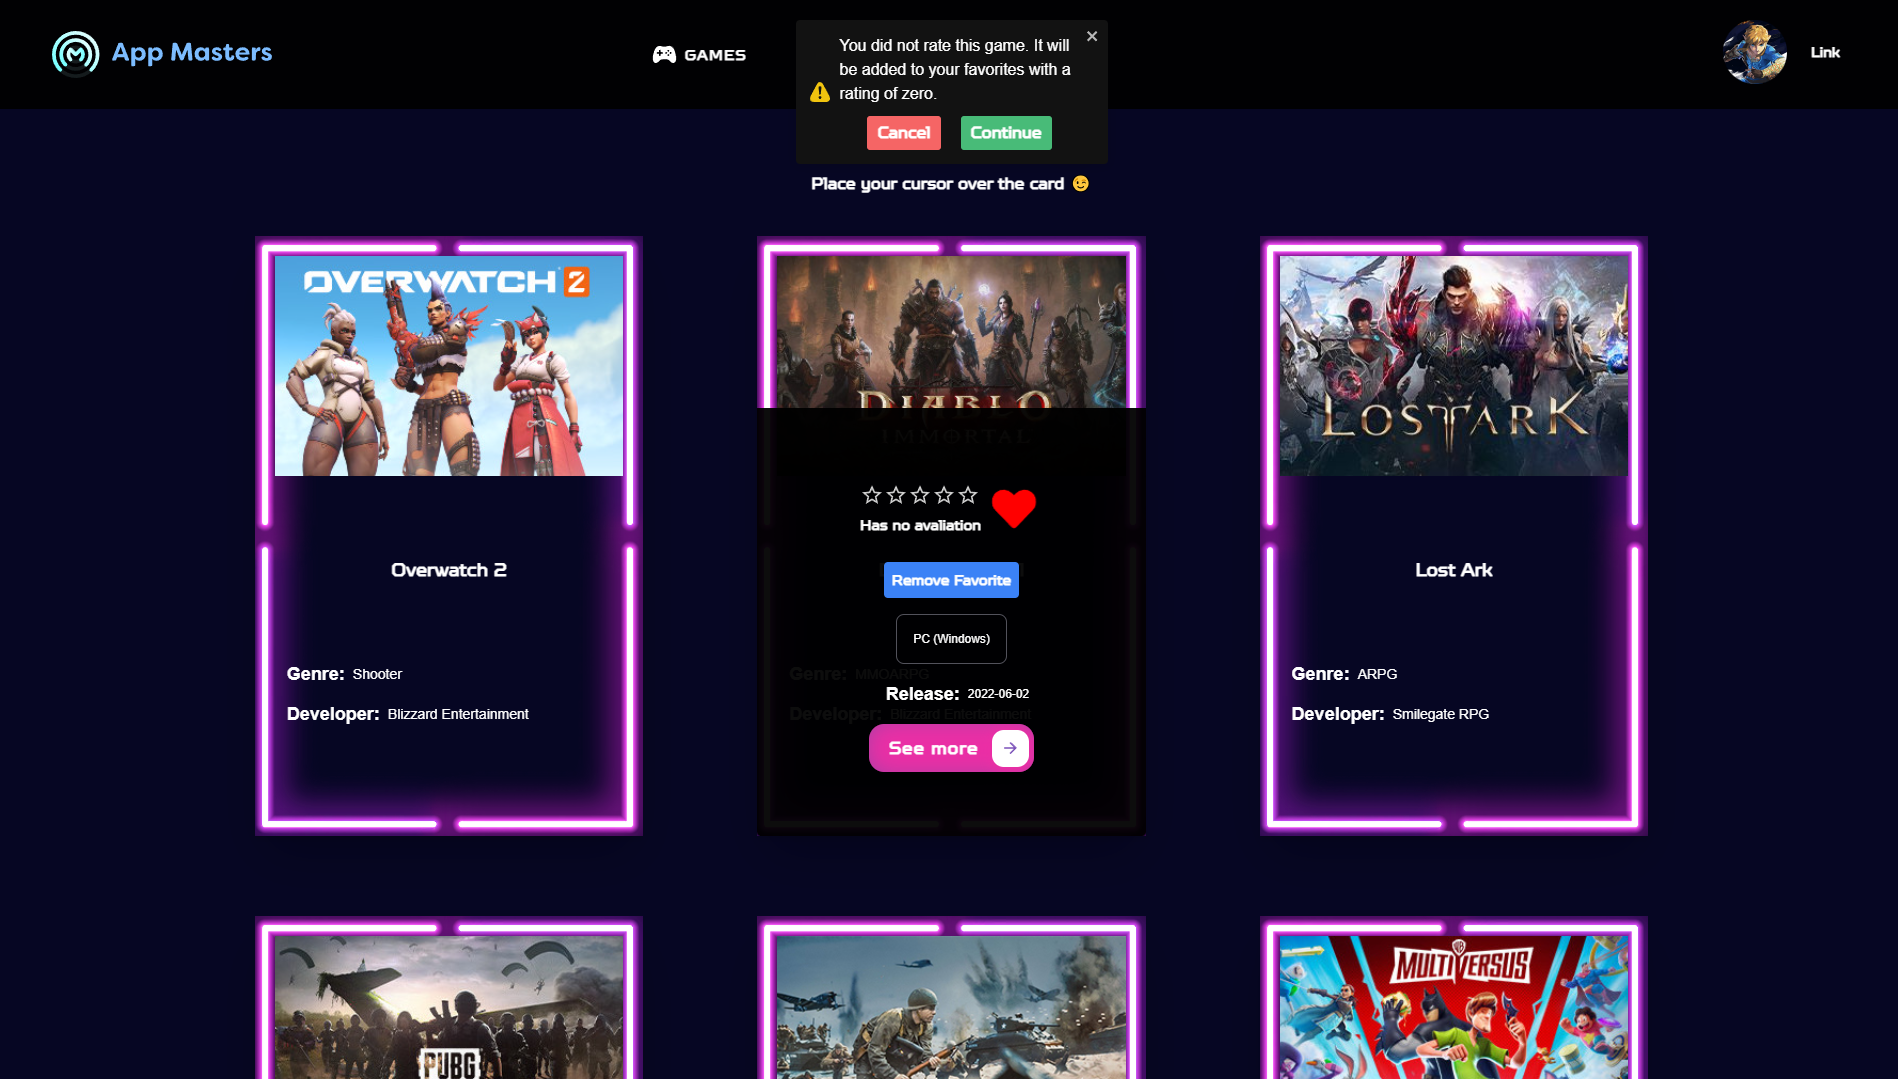 App Masters
GAMES
You did not rate this game. It will
be added to your favorites with a
rating of zero.
Cancel
Continue
Link
Place your cursor over the card
OVERWATCH 2
DIABLO
IMMORTAL
LOST ARK
Has no avaliation
Remove Favorite
PC (Windows)
Overwatch 2
Lost Ark
Genre: Shooter
Genre: MMOARPG
Genre: ARPG
Release: 2022-06-02
Developer: Blizzard Entertainment
Developer: Blizzard Entertainment
Developer: Smilegate RPG
See more
MULTIVERSUS
PUBG